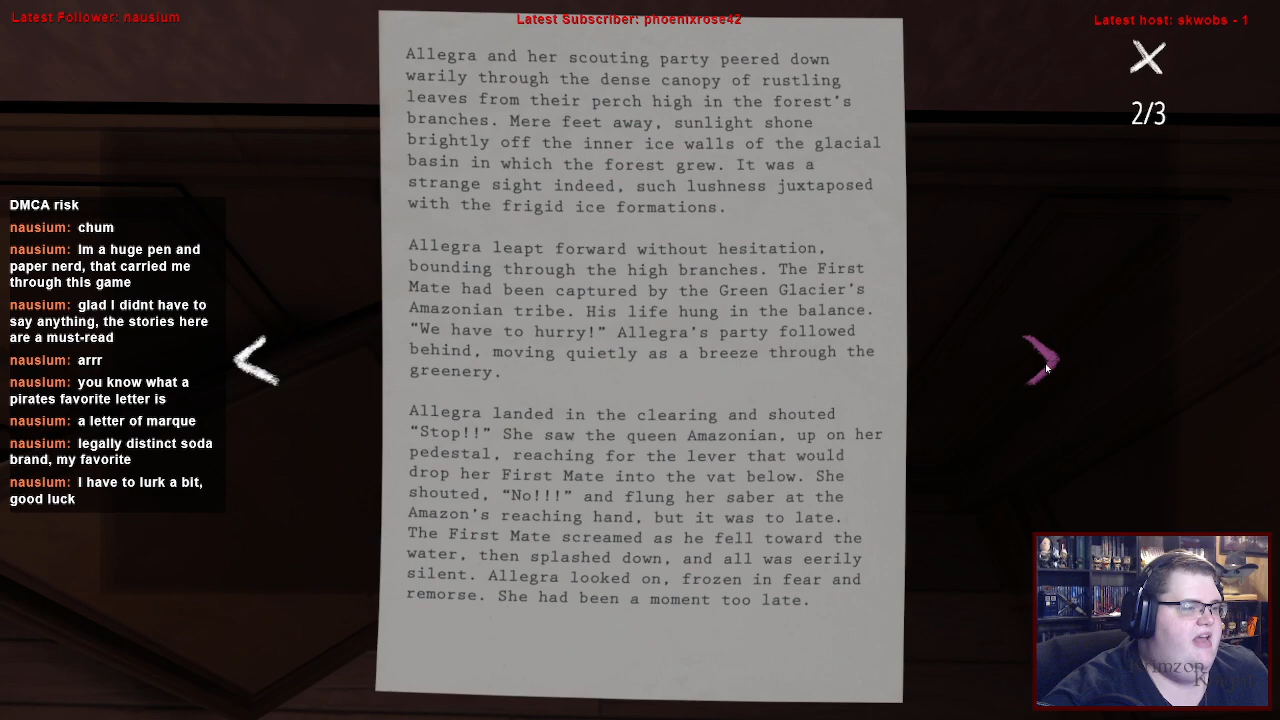 Latest Follower: nausium
Latest Subscriber: phoenixrose42
Latest host: skwobs - 1
2/3
Allegra and her scouting party peered down
warily through the dense canopy of rustling
leaves from their perch high in the forest's
branches. Mere feet away, sunlight shone
brightly off the inner ice walls of the glacial
basin in which the forest grew. It was a
strange sight indeed, such lushness juxtaposed
with the frigid ice formations.
Allegra leapt forward without hesitation,
bounding through the high branches. The First
Mate had been captured by the Green Glacier's
Amazonian tribe. His life hung in the balance.
“We have to hurry!” Allegra's party followed
behind, moving quietly as a breeze through the
greenery.
Allegra landed in the clearing and shouted
“Stop!!” She saw the queen Amazonian, up on her
pedestal, reaching for the lever that would
drop her First Mate into the vat below. She
shouted, “No!!!” and flung her saber at the
Amazon's reaching hand, but it was to late.
The First Mate screamed as he fell toward the
water, then splashed down, and all was eerily
silent. Allegra looked on, frozen in fear and
remorse. She had been a moment too late.
DMCA risk
nausium: chum
nausium: Im a huge pen and
paper nerd, that carried me
through this game
nausium: glad I didnt have to
say anything, the stories here
are a must-read
nausium: arrr
nausium: you know what a
pirates favorite letter is
nausium: a letter of marque
nausium: legally distinct soda
brand, my favorite
nausium: I have to lurk a bit,
good luck